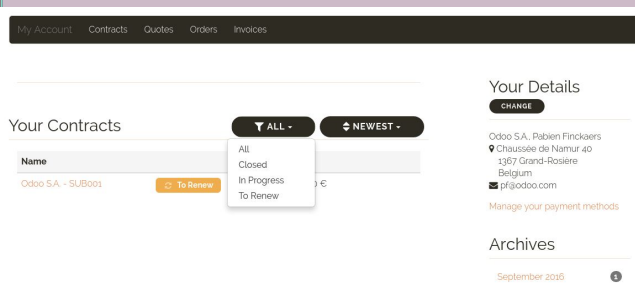 My Account Contracts Quotes Orders Invoices
Your Contracts
ALL
NEWEST
All
Closed
In Progress
To Renew
Name
Odoo S.A. - SUB001 To Renew €
Your Details
CHANGE
Odoo S.A., Pabien Finckaers
Chaussée de Namur 40
1367 Grand-Rosière
Belgium
pf@odoo.com
Manage your payment methods
Archives
September 2016 1